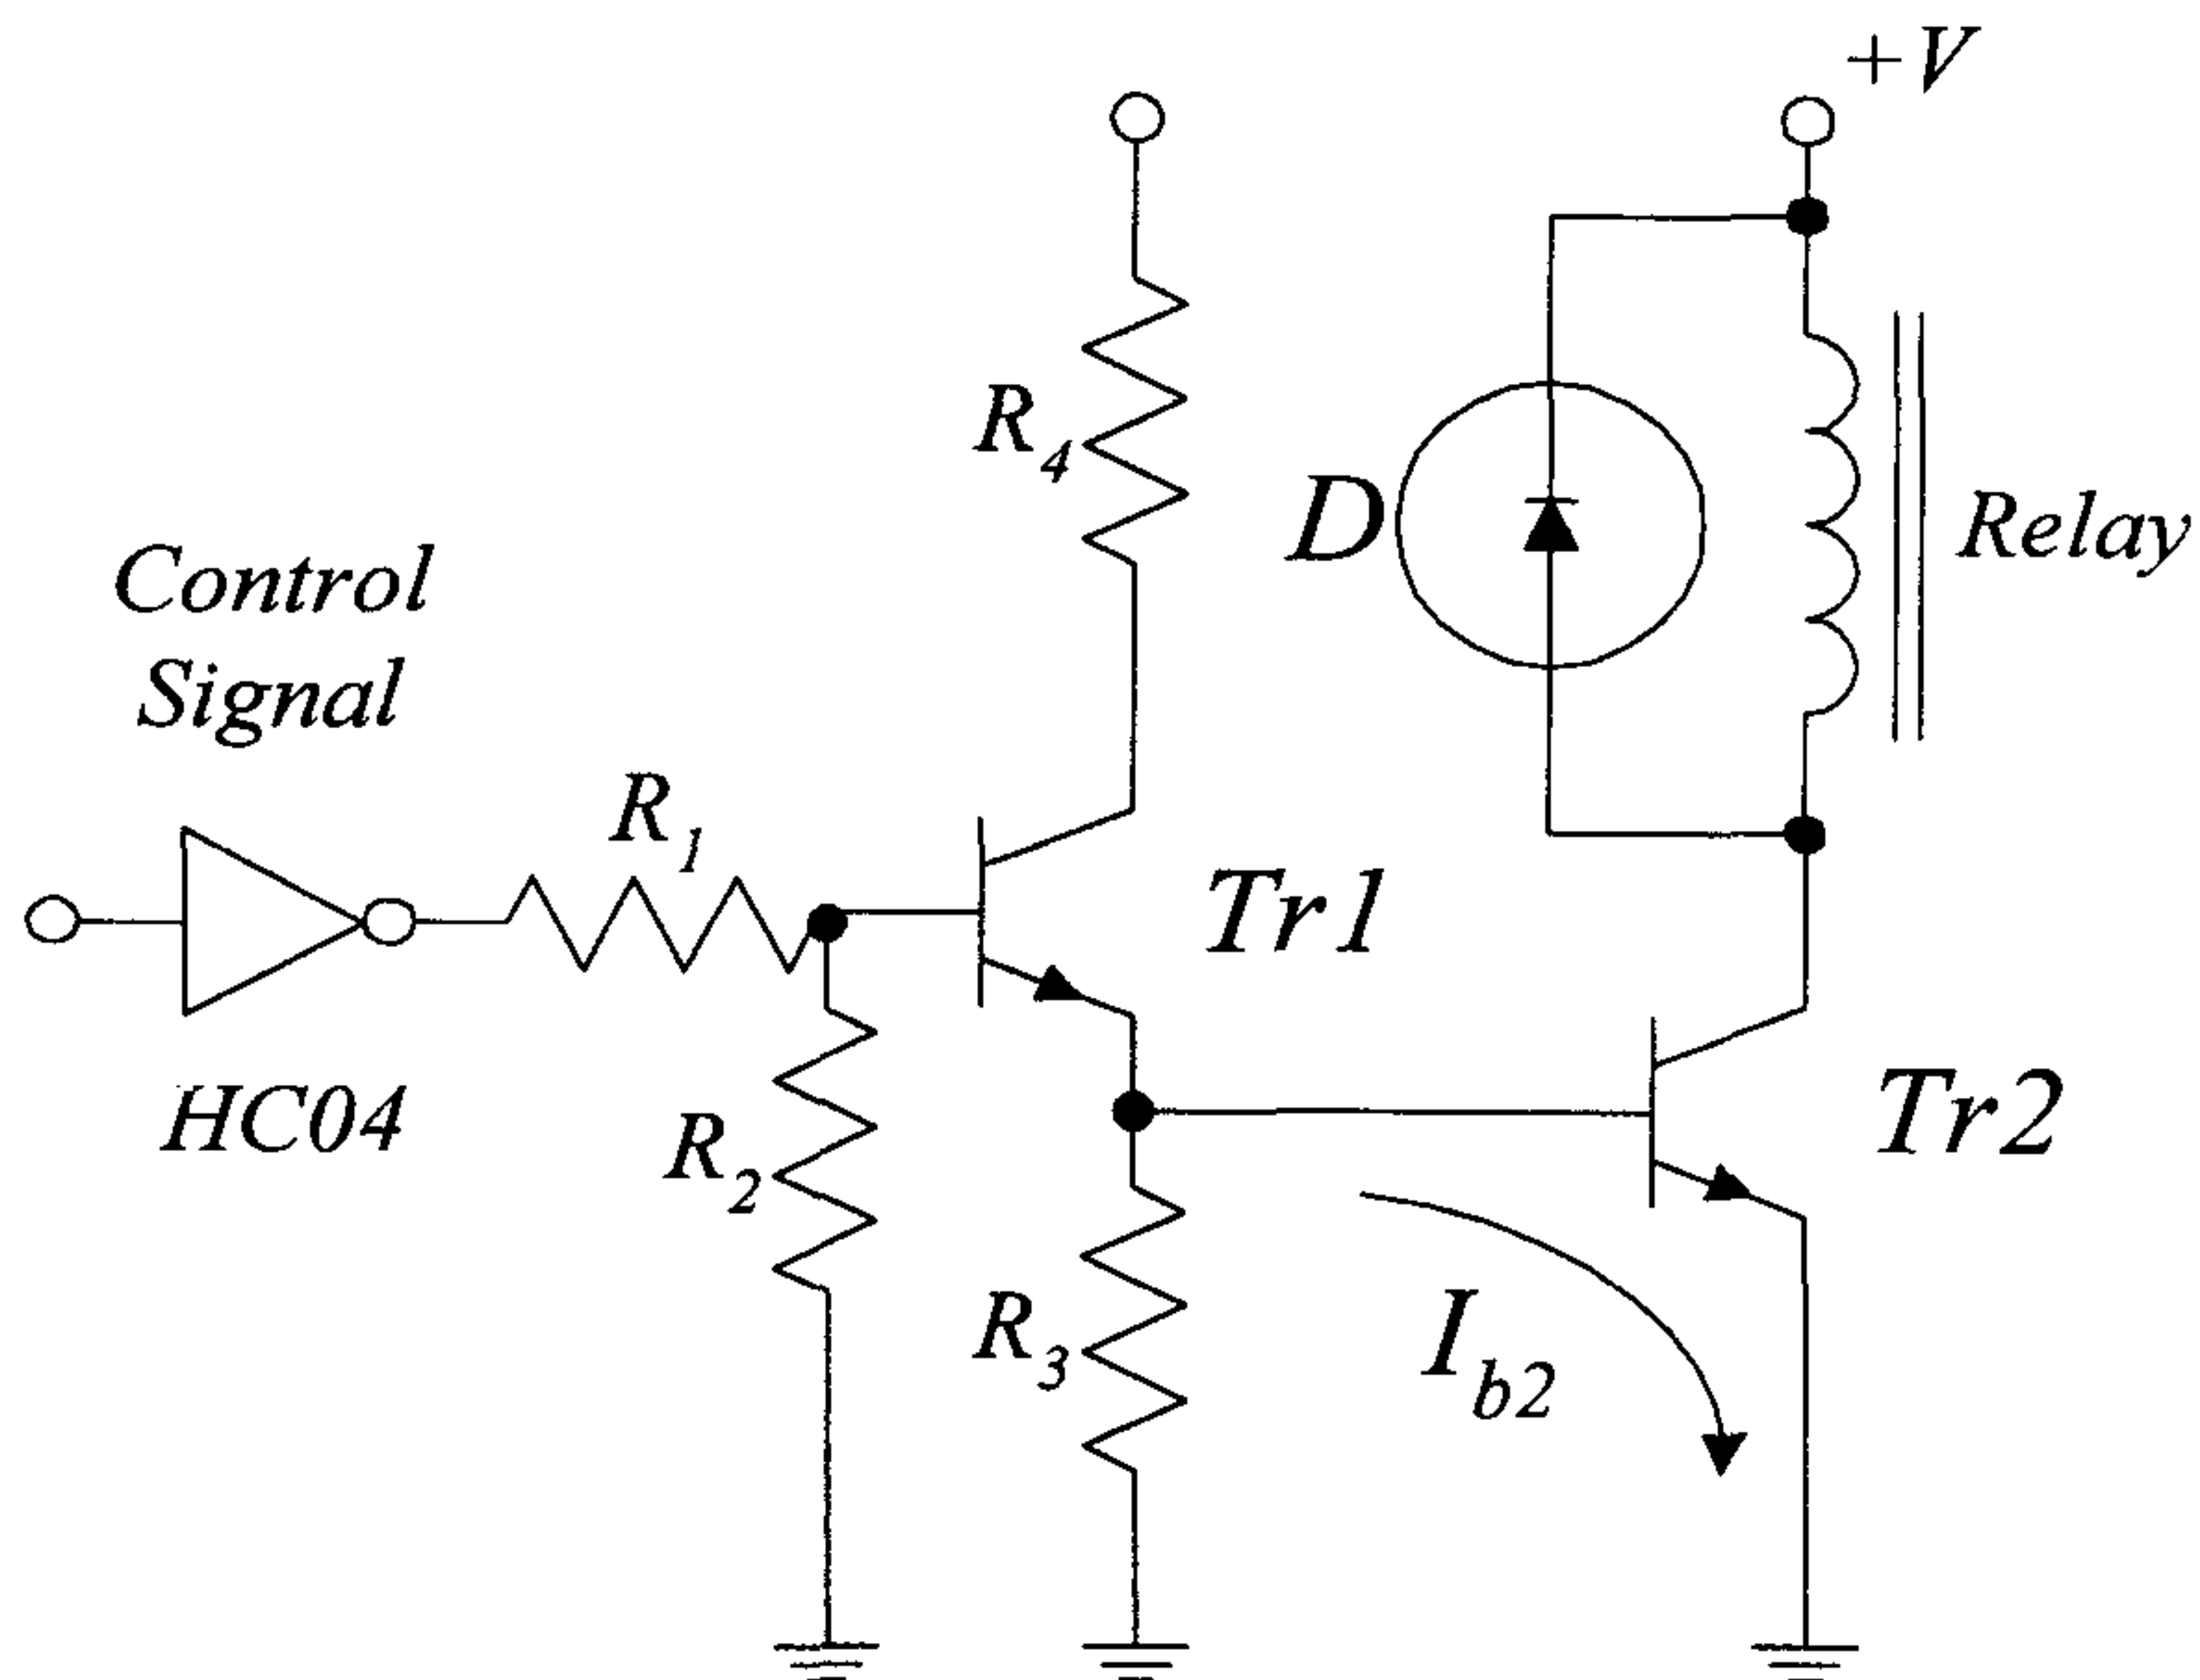 +V
R4
D
Relay
Control
Signal
R1
Tr1
HC04
R2
Tr2
R3
Ib2